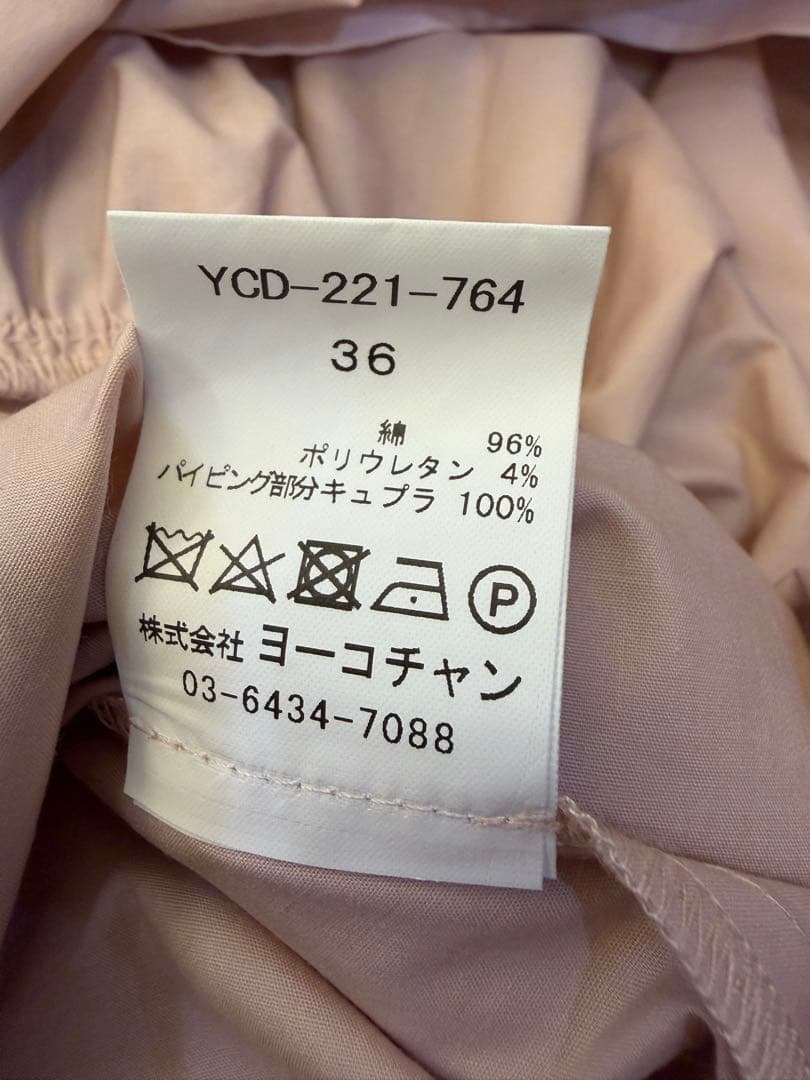 YCD-221-764
36
綿 96%
ポリウレタン 4%
パイピング部分キュプラ 100%
P
株式会社 ヨーコチャン
03-6434-7088